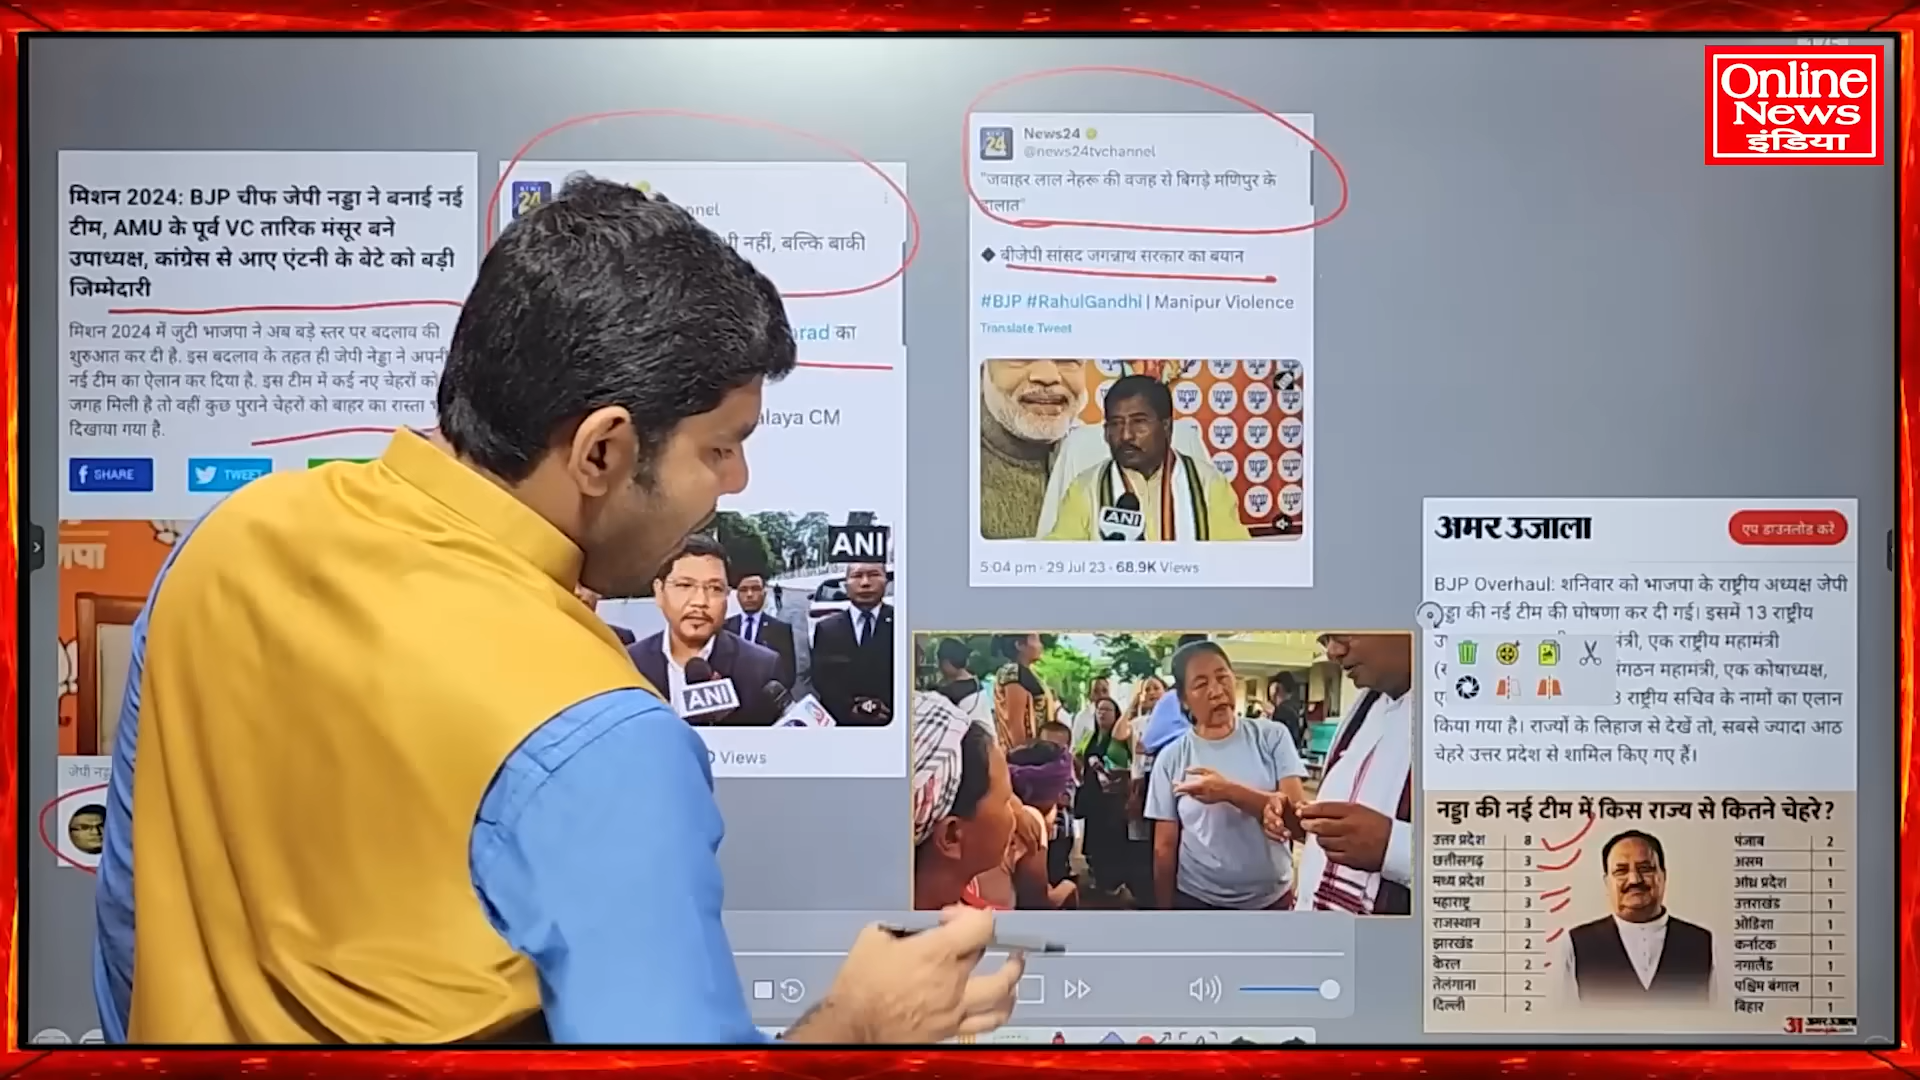 Online
News
इंडिया
मिशन 2024: BJP चीफ जेपी नड्डा ने बनाई नई
टीम, AMU के पूर्व VC तारिक मंसूर बने
उपाध्यक्ष, कांग्रेस से आए एंटनी के बेटे को बड़ी
जिम्मेदारी
मिशन 2024 में जुटी भाजपा ने अब बड़े स्तर पर बदलाव की
शुरुआत कर दी है. इस बदलाव के तहत ही जेपी नेड्डा ने अपनी
नई टीम का ऐलान कर दिया है. इस टीम में कई नए चेहरों को
जगह मिली है तो वहीं कुछ पुराने चेहरों को बाहर का रास्ता
दिखाया गया है.
SHARE
TWEET
जेपी
24
नहीं, बल्कि बाकी
का
CM
ANI
ANI
Views
24
News24
@news24tvchannel
"जवाहर लाल नेहरू की वजह से बिगड़े मणिपुर के
हालात"
◆ बीजेपी सांसद जगन्नाथ सरकार का बयान
#BJP #RahulGandhi | Manipur Violence
Translate Tweet
ANI
5:04 pm · 29 Jul 23 · 68.9K Views
अमर उजाला
एप डाउनलोड करें
BJP Overhaul: शनिवार को भाजपा के राष्ट्रीय अध्यक्ष जेपी
की नई टीम की घोषणा कर दी गई। इसमें 13 राष्ट्रीय
एक राष्ट्रीय महामंत्री
महामंत्री, एक कोषाध्यक्ष,
राष्ट्रीय सचिव के नामों का एलान
किया गया है। राज्यों के लिहाज से देखें तो, सबसे ज्यादा आठ
चेहरे उत्तर प्रदेश से शामिल किए गए हैं।
नड्डा की नई टीम में किस राज्य से कितने चेहरे?
उत्तर प्रदेश 8
छत्तीसगढ़ 3
मध्य प्रदेश 3
महाराष्ट्र 3
राजस्थान 3
झारखंड 2
केरल 2
तेलंगाना 2
दिल्ली 2
पंजाब 2
असम 1
आंध्र प्रदेश 1
उत्तराखंड 1
ओडिशा 1
कर्नाटक 1
नगालैंड 1
पश्चिम बंगाल 1
बिहार 1